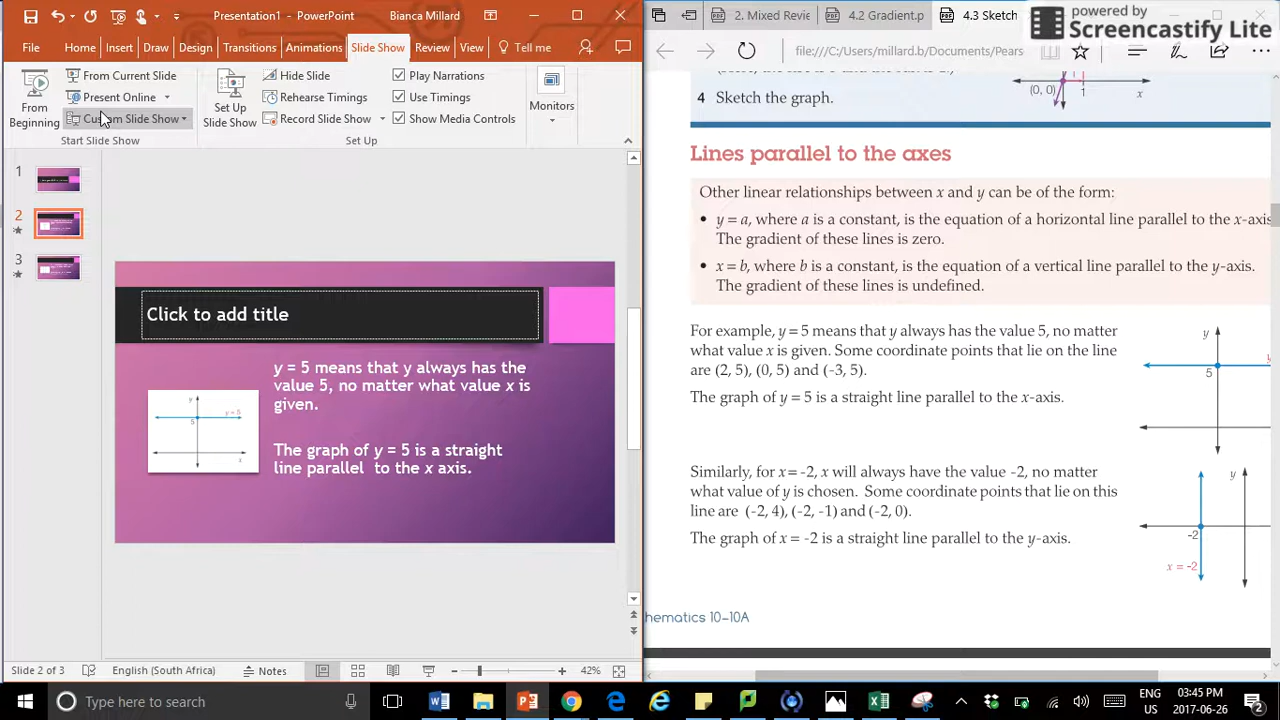 Presentation1 - PowerPoint
Bianca Millard
File Home Insert Draw Design Transitions Animations Slide Show Review View Tell me
From Beginning
From Current Slide
Present Online
Custom Slide Show
Start Slide Show
Set Up Slide Show
Hide Slide
Rehearse Timings
Record Slide Show
Play Narrations
Use Timings
Show Media Controls
Set Up
Monitors
1
2
3
Click to add title
y = 5 means that y always has the
value 5, no matter what value x is
given.
The graph of y = 5 is a straight
line parallel to the x axis.
y
y = 5
5
x
Slide 2 of 3
English (South Africa)
Notes
42%
2. Mixed Revie
4.2 Gradient.p
4.3 Sketch
powered by
Screencastify Lite
file:///C:/Users/millard.b/Documents/Pears
(0, 0)
1
x
4 Sketch the graph.
Lines parallel to the axes
Other linear relationships between x and y can be of the form:
• y = a, where a is a constant, is the equation of a horizontal line parallel to the x-axis
The gradient of these lines is zero.
• x = b, where b is a constant, is the equation of a vertical line parallel to the y-axis.
The gradient of these lines is undefined.
For example, y = 5 means that y always has the value 5, no matter
what value x is given. Some coordinate points that lie on the line
are (2, 5), (0, 5) and (-3, 5).
The graph of y = 5 is a straight line parallel to the x-axis.
y
5
Similarly, for x = -2, x will always have the value -2, no matter
what value of y is chosen. Some coordinate points that lie on this
line are (-2, 4), (-2, -1) and (-2, 0).
The graph of x = -2 is a straight line parallel to the y-axis.
y
-2
x = -2
hematics 10–10A
Type here to search
ENG
US
03:45 PM
2017-06-26
2